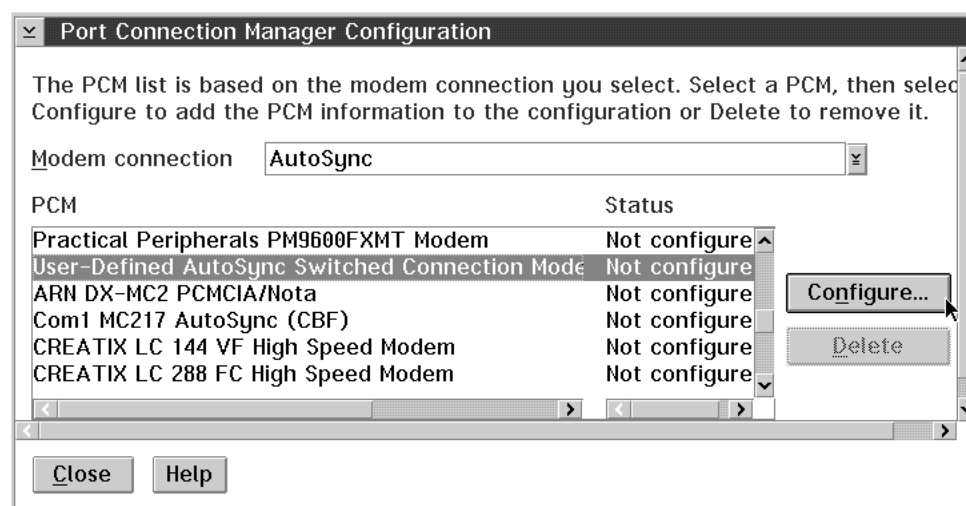 Port Connection Manager Configuration
The PCM list is based on the modem connection you select. Select a PCM, then selec
Configure to add the PCM information to the configuration or Delete to remove it.
Modem connection AutoSync
PCM Status
Practical Peripherals PM9600FXMT Modem Not configure
User-Defined AutoSync Switched Connection Mode Not configure
ARN DX-MC2 PCMCIA/Nota Not configure
Com1 MC217 AutoSync (CBF) Not configure
CREATIX LC 144 VF High Speed Modem Not configure
CREATIX LC 288 FC High Speed Modem Not configure
Configure...
Delete
Close Help